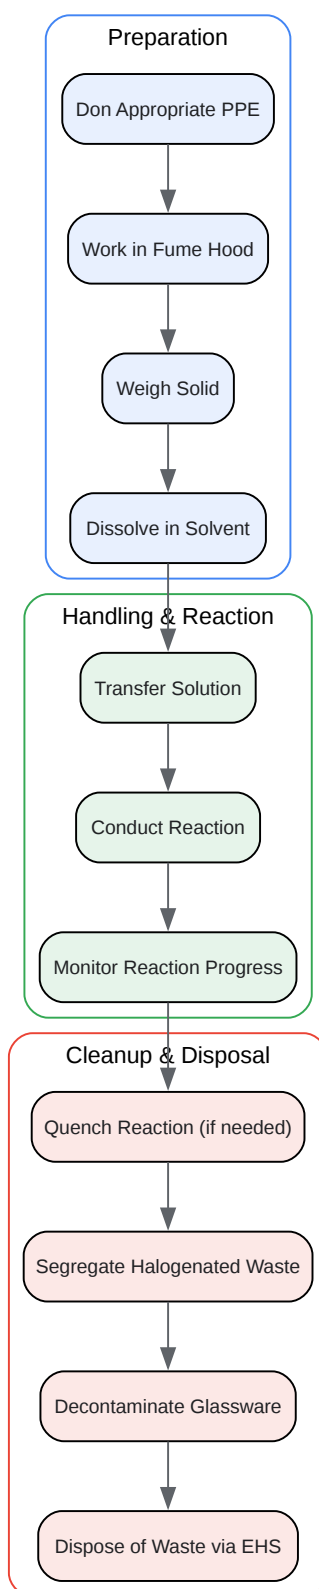 Preparation
Don Appropriate PPE
Work in Fume Hood
Weigh Solid
Dissolve in Solvent
Handling & Reaction
Transfer Solution
Conduct Reaction
Monitor Reaction Progress
Cleanup & Disposal
Quench Reaction (if needed)
Segregate Halogenated Waste
Decontaminate Glassware
Dispose of Waste via EHS